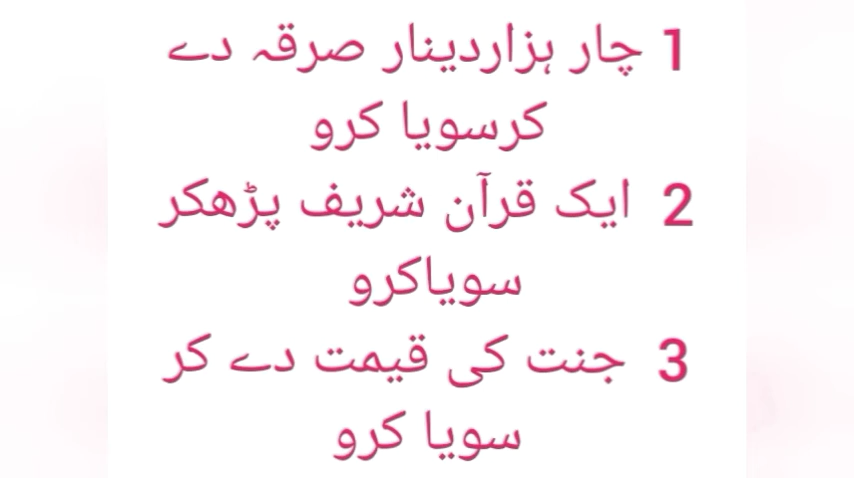 1 چار ہزاردینار صرقہ دے
کرسویا کرو
2 ایک قرآن شریف پڑھکر
سویاکرو
3 جنت کی قیمت دے کر
سویا کرو